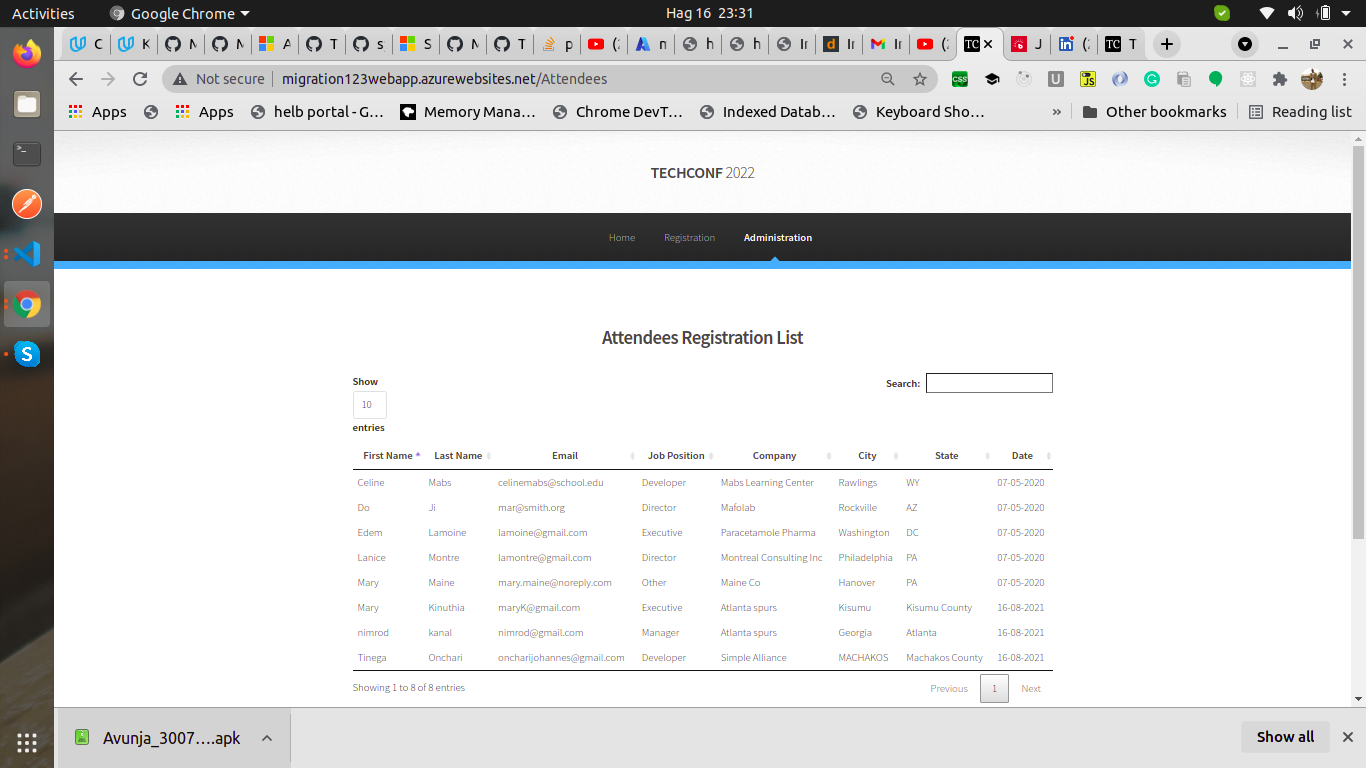 Activities Google Chrome Hag 16 23:31
C K M M A T s S M T p (2 m h h Ir d Ir Ir (2 TC J (2 TC T
Not secure migration123webapp.azurewebsites.net/Attendees
Apps Apps helb portal - G… Memory Mana… Chrome DevT… Indexed Datab… Keyboard Sho… » Other bookmarks Reading list
TECHCONF 2022
Home Registration Administration
Attendees Registration List
Show
10
entries
Search:
First Name Last Name Email Job Position Company City State Date
Celine Mabs celinemabs@school.edu Developer Mabs Learning Center Rawlings WY 07-05-2020
Do Ji mar@smith.org Director Mafolab Rockville AZ 07-05-2020
Edem Lamoine lamoine@gmail.com Executive Paracetamole Pharma Washington DC 07-05-2020
Lanice Montre lamontre@gmail.com Director Montreal Consulting Inc Philadelphia PA 07-05-2020
Mary Maine mary.maine@noreply.com Other Maine Co Hanover PA 07-05-2020
Mary Kinuthia maryK@gmail.com Executive Atlanta spurs Kisumu Kisumu County 16-08-2021
nimrod kanal nimrod@gmail.com Manager Atlanta spurs Georgia Atlanta 16-08-2021
Tinega Onchari oncharijohannes@gmail.com Developer Simple Alliance MACHAKOS Machakos County 16-08-2021
Showing 1 to 8 of 8 entries
Previous 1 Next
Avunja_3007….apk
Show all